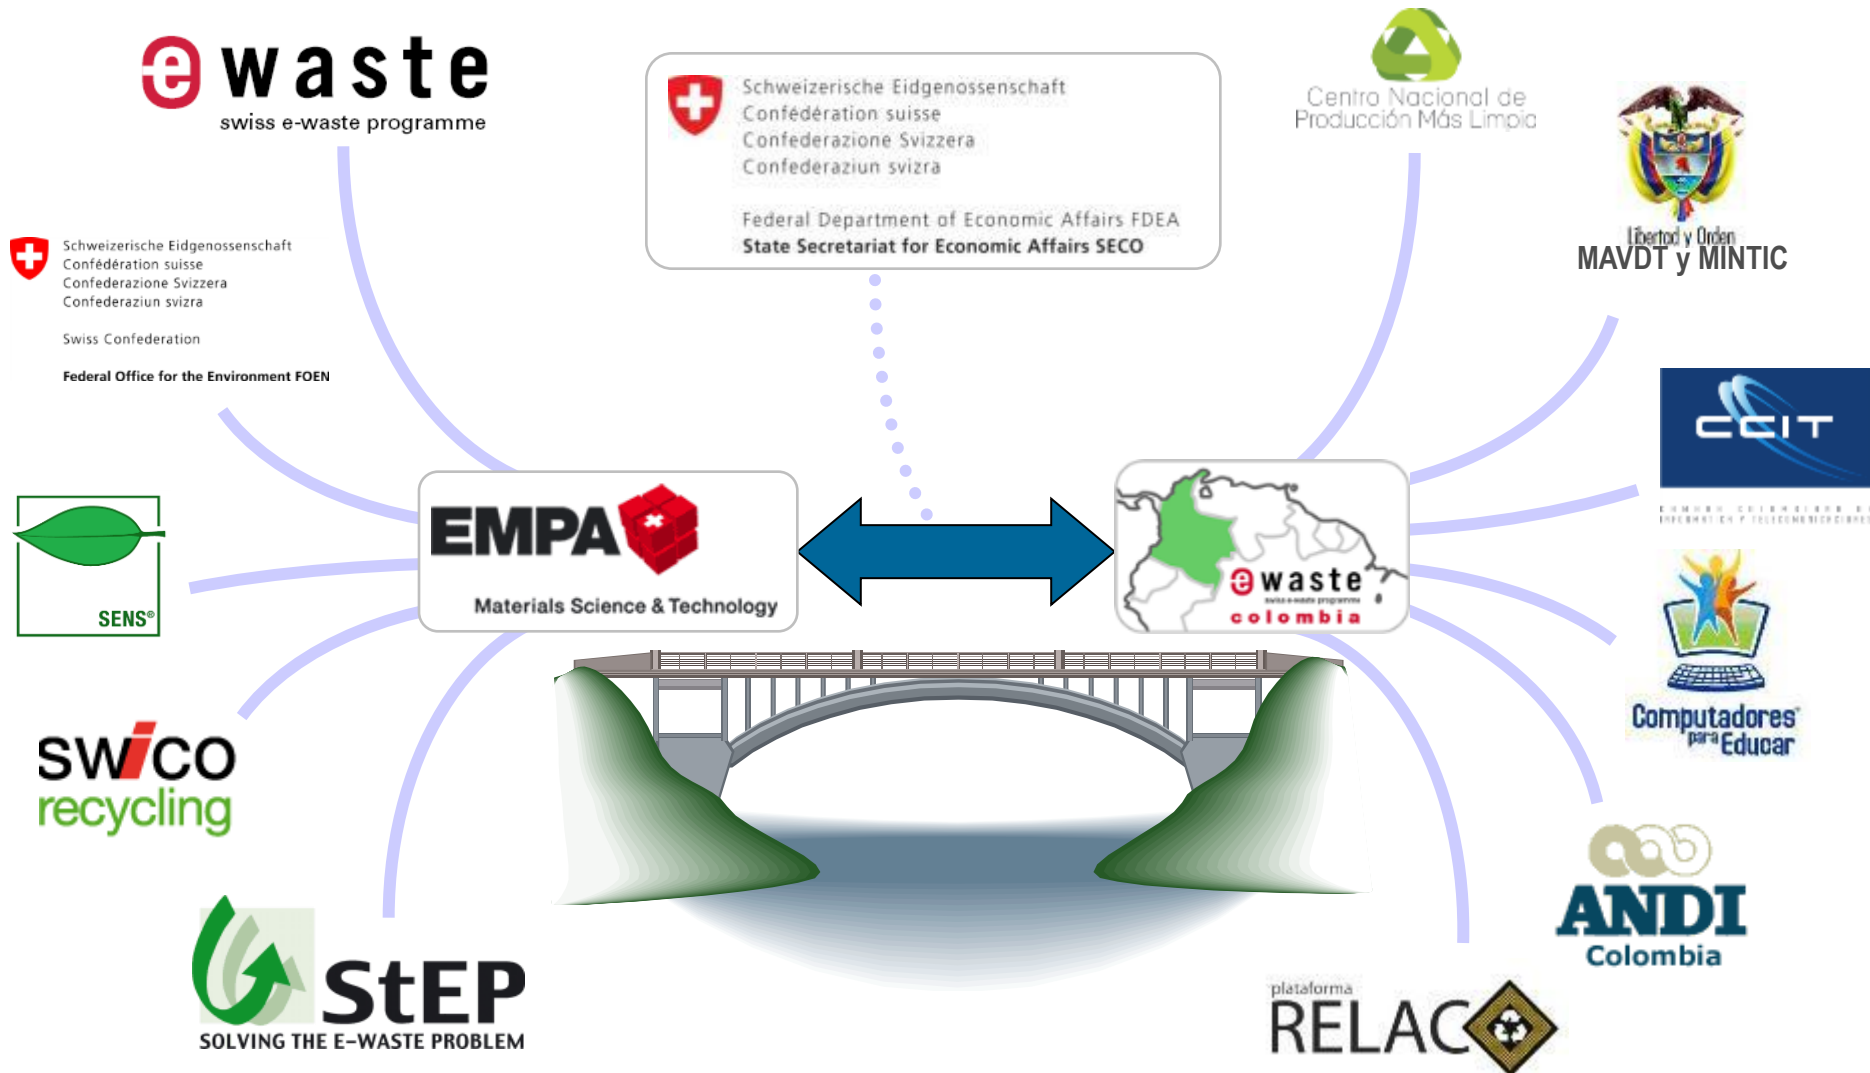 e waste
swiss e-waste programme
Schweizerische Eidgenossenschaft
Confédération suisse
Confederazione Svizzera
Confederaziun svizra
Federal Department of Economic Affairs FDEA
State Secretariat for Economic Affairs SECO
Centro Nacional de
Producción Más Limpia
Libertad y Orden
MAVDT y MINTIC
Schweizerische Eidgenossenschaft
Confédération suisse
Confederazione Svizzera
Confederaziun svizra
Swiss Confederation
Federal Office for the Environment FOEN
CCIT
EMPA
Materials Science & Technology
e waste
swiss e-waste programme
colombia
SENS®
Computadores
para Educar
swico
recycling
ANDI
Colombia
StEP
SOLVING THE E-WASTE PROBLEM
plataforma
RELAC